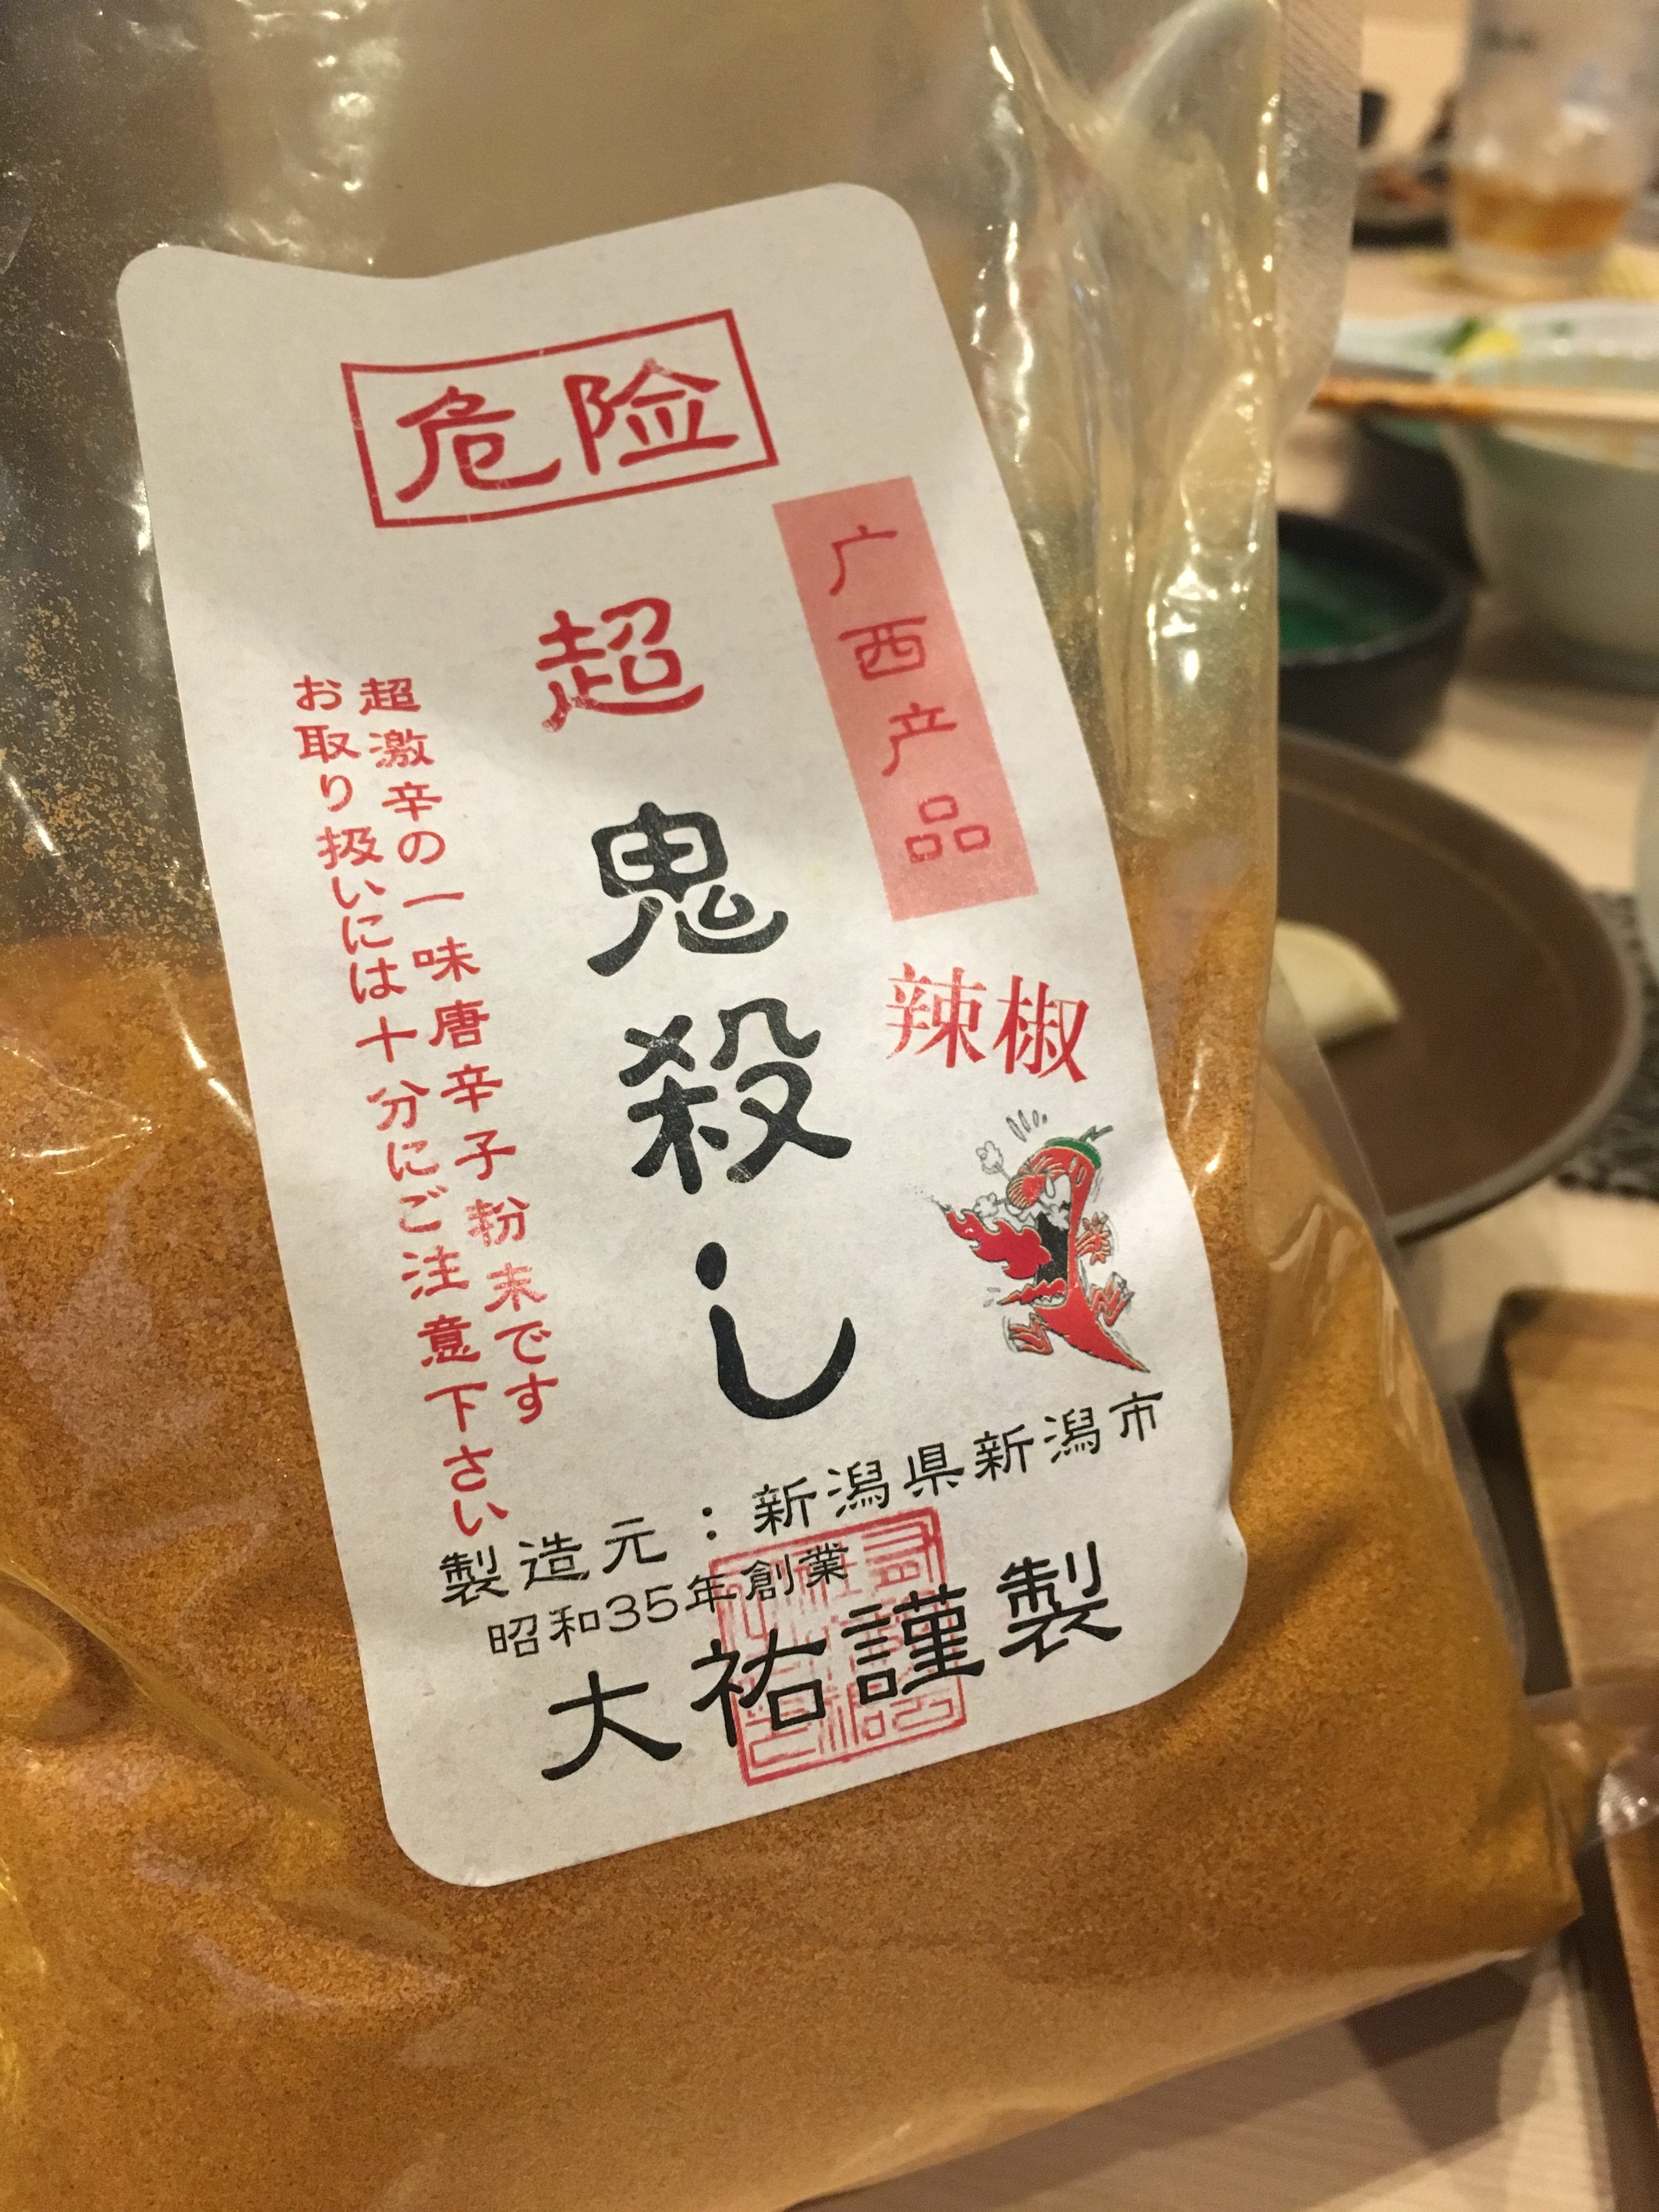 危险
广西产品
辣椒
超
鬼殺し
超激辛の一味唐辛子粉末です
お取り扱いには十分にご注意下さい
製造元：新潟県新潟市
昭和35年創業
大祐謹製